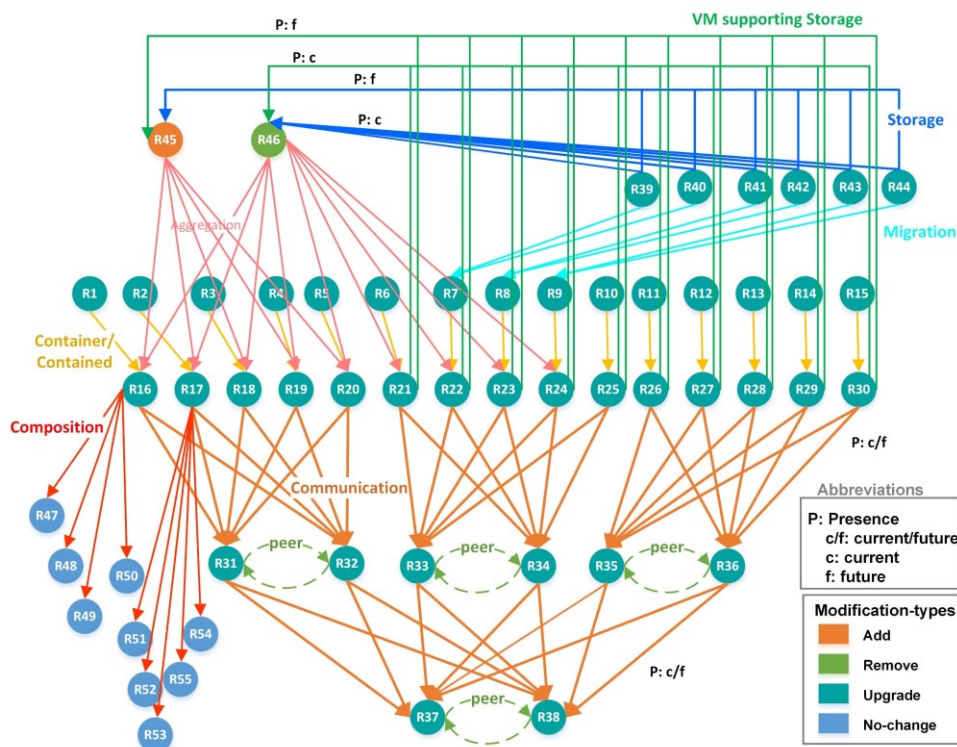 P: f
VM supporting Storage
P: c
P: f
P: c
Storage
R45
R46
R39
R40
R41
R42
R43
R44
Aggregation
Migration
R1
R2
R3
R4
R5
R6
R7
R8
R9
R10
R11
R12
R13
R14
R15
Container/
Contained
R16
R17
R18
R19
R20
R21
R22
R23
R24
R25
R26
R27
R28
R29
R30
Composition
P: c/f
Communication
Abbreviations
P: Presence
c/f: current/future
c: current
f: future
R47
R48
R49
R50
R51
R52
R53
R54
R55
R31
peer
R32
R33
peer
R34
R35
peer
R36
P: c/f
R37
peer
R38
Modification-types
Add
Remove
Upgrade
No-change